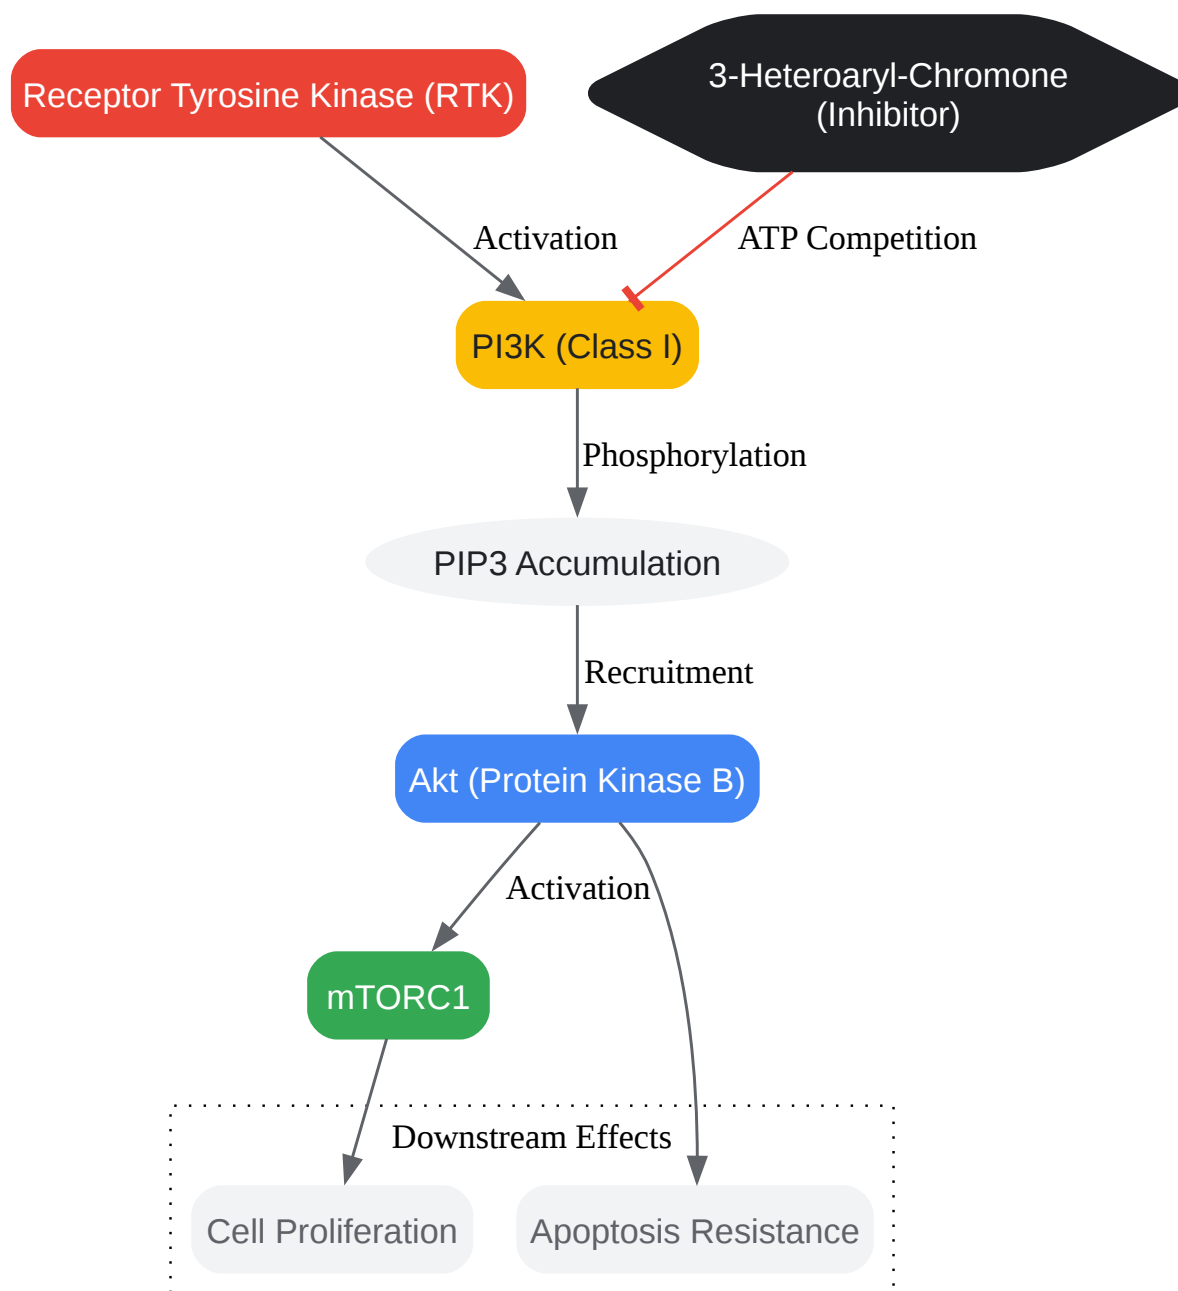 Receptor Tyrosine Kinase (RTK)
3-Heteroaryl-Chromone
(Inhibitor)
Activation
ATP Competition
PI3K (Class I)
Phosphorylation
PIP3 Accumulation
Recruitment
Akt (Protein Kinase B)
Activation
mTORC1
Downstream Effects
Cell Proliferation
Apoptosis Resistance